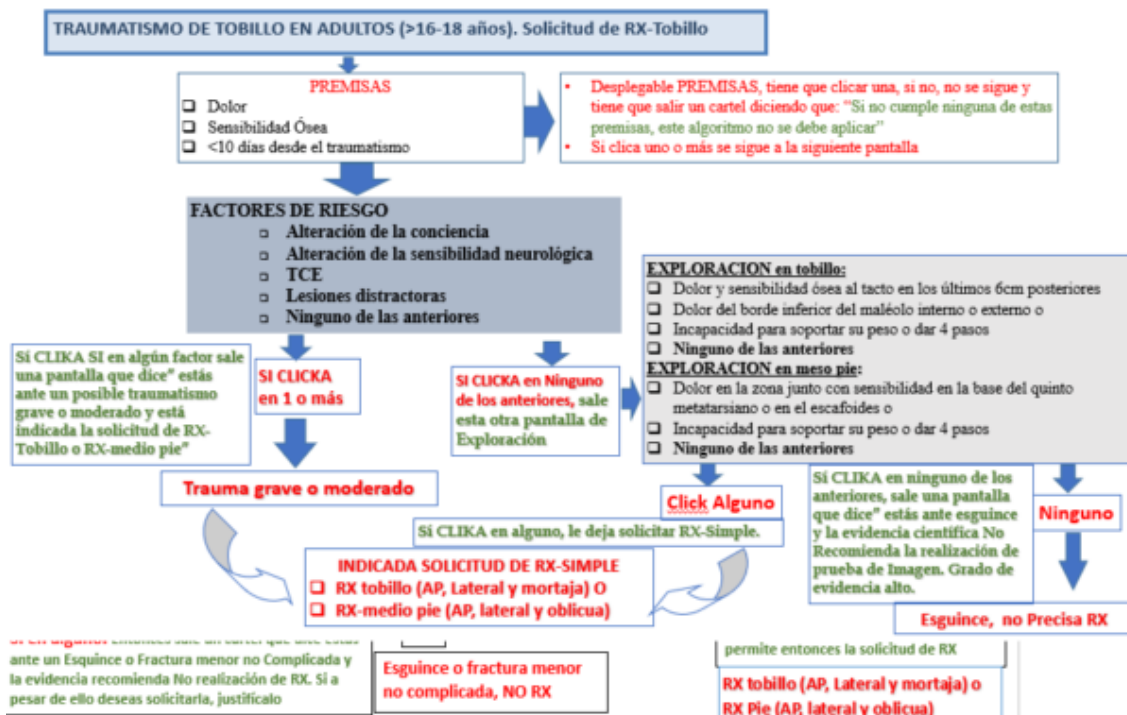 TRAUMATISMO DE TOBILLO EN ADULTOS (>16-18 años). Solicitud de RX-Tobillo
PREMISAS
Dolor
Sensibilidad Ósea
<10 días desde el traumatismo
Desplegable PREMISAS, tiene que clicar una, si no, no se sigue y
tiene que salir un cartel diciendo que: “Si no cumple ninguna de estas
premisas, este algoritmo no se debe aplicar”
Si clica uno o más se sigue a la siguiente pantalla
FACTORES DE RIESGO
Alteración de la conciencia
Alteración de la sensibilidad neurológica
TCE
Lesiones distractoras
Ninguno de las anteriores
EXPLORACION en tobillo:
Dolor y sensibilidad ósea al tacto en los últimos 6cm posteriores
Dolor del borde inferior del maléolo interno o externo o
Incapacidad para soportar su peso o dar 4 pasos
Ninguno de las anteriores
EXPLORACION en meso pie:
Dolor en la zona junto con sensibilidad en la base del quinto
metatarsiano o en el escafoides o
Incapacidad para soportar su peso o dar 4 pasos
Ninguno de las anteriores
Sí CLIKA SI en algún factor sale
una pantalla que dice” estás
ante un posible traumatismo
grave o moderado y está
indicada la solicitud de RX-
Tobillo o RX-medio pie”
SI CLICKA
en 1 o más
SI CLICKA en Ninguno
de los anteriores, sale
esta otra pantalla de
Exploración
Trauma grave o moderado
Click Alguno
Sí CLIKA en alguno, le deja solicitar RX-Simple.
Sí CLIKA en ninguno de los
anteriores, sale una pantalla
que dice” estás ante esguince
y la evidencia científica No
Recomienda la realización de
prueba de Imagen. Grado de
evidencia alto.
Ninguno
INDICADA SOLICITUD DE RX-SIMPLE
RX tobillo (AP, Lateral y mortaja) O
RX-medio pie (AP, lateral y oblicua)
Esguince, no Precisa RX
ante un Esquince o Fractura menor no Complicada y
la evidencia recomienda No realización de RX. Si a
pesar de ello deseas solicitarla, justifícalo
Esguince o fractura menor
no complicada, NO RX
permite entonces la solicitud de RX
RX tobillo (AP, Lateral y mortaja) o
RX Pie (AP, lateral y oblicua)